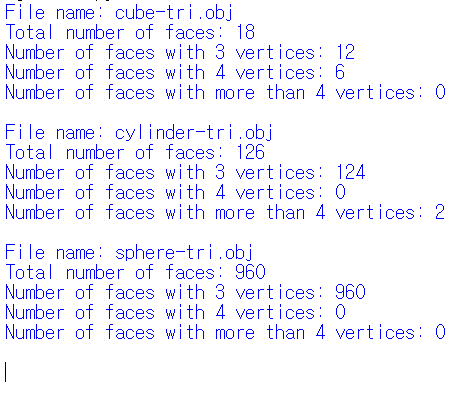 File name: cube-tri.obj
Total number of faces: 18
Number of faces with 3 vertices: 12
Number of faces with 4 vertices: 6
Number of faces with more than 4 vertices: 0
File name: cylinder-tri.obj
Total number of faces: 126
Number of faces with 3 vertices: 124
Number of faces with 4 vertices: 0
Number of faces with more than 4 vertices: 2
File name: sphere-tri.obj
Total number of faces: 960
Number of faces with 3 vertices: 960
Number of faces with 4 vertices: 0
Number of faces with more than 4 vertices: 0